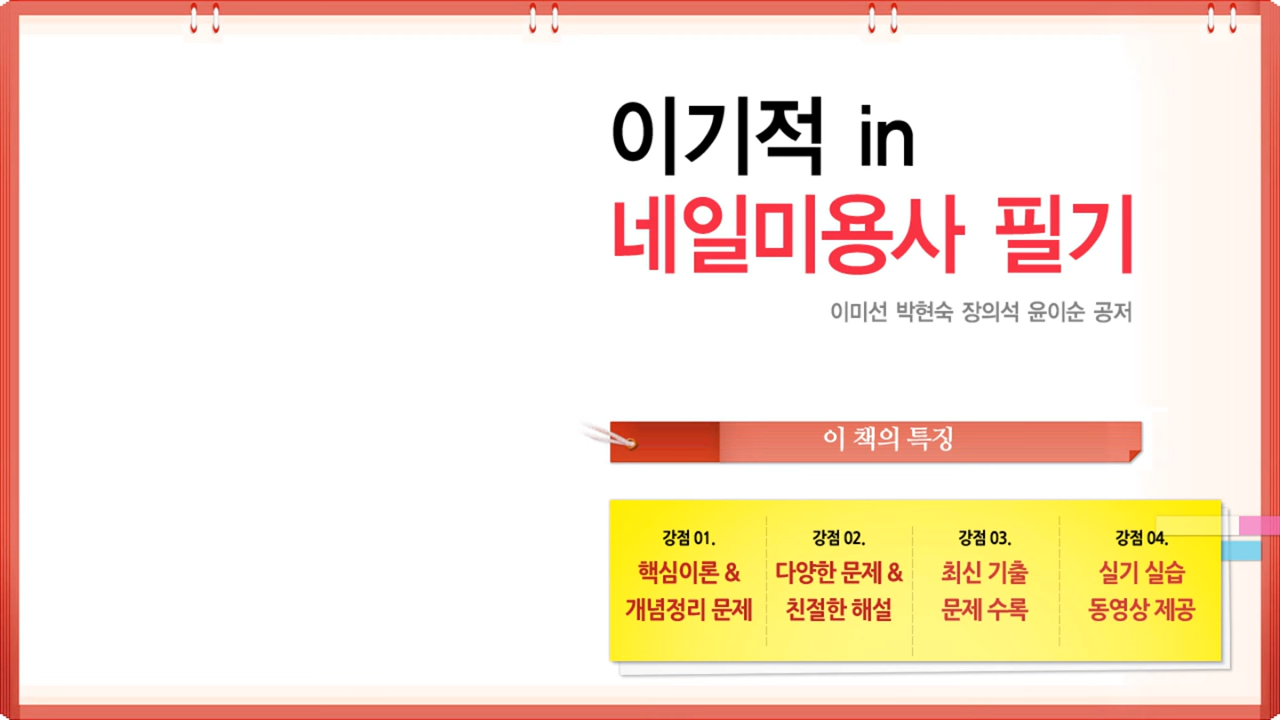 이기적 in
네일미용사 필기
이미선 박현숙 장의석 윤이순 공저
이 책의 특징
강점 01.
핵심이론 &
개념정리 문제
강점 02.
다양한 문제 &
친절한 해설
강점 03.
최신 기출
문제 수록
강점 04.
실기 실습
동영상 제공